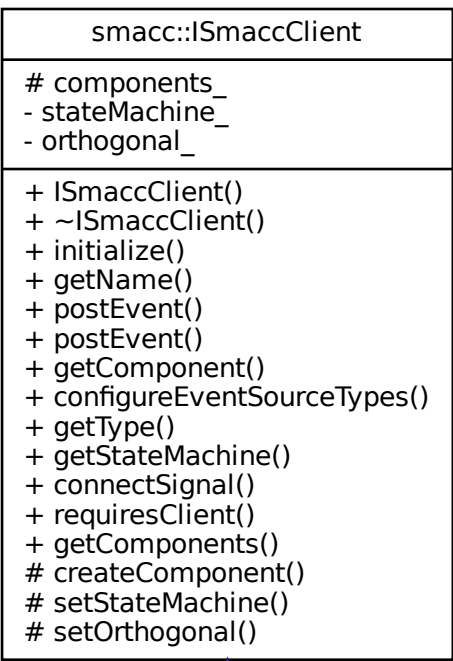 smacc::ISmaccClient
# components_
- stateMachine_
- orthogonal_
+ ISmaccClient()
+ ~ISmaccClient()
+ initialize()
+ getName()
+ postEvent()
+ postEvent()
+ getComponent()
+ configureEventSourceTypes()
+ getType()
+ getStateMachine()
+ connectSignal()
+ requiresClient()
+ getComponents()
# createComponent()
# setStateMachine()
# setOrthogonal()